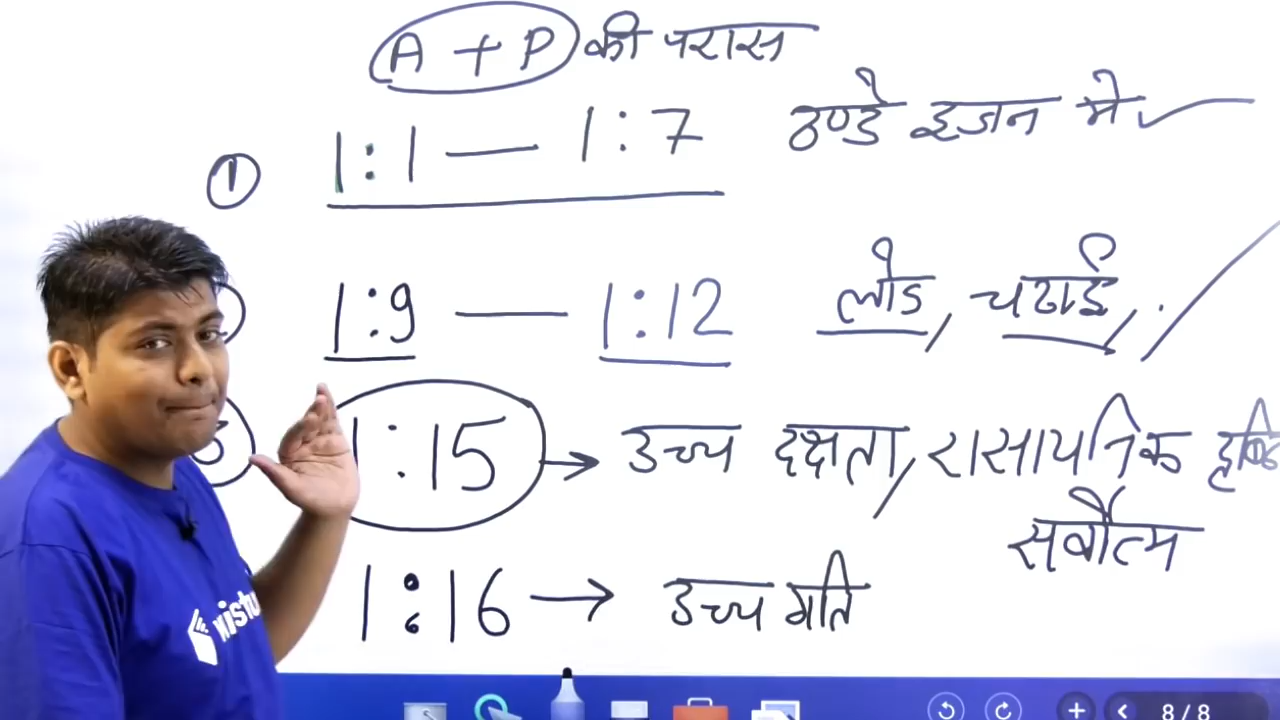 A + P की परास
① 1:1 — 1:7 ठण्डे इंजन मे ✓
1:9 — 1:12 लोड, चढाई,
1:15 → उच्च दक्षता, रासायनिक
सर्वोत्म
1:16 → उच्च गति
8 / 8